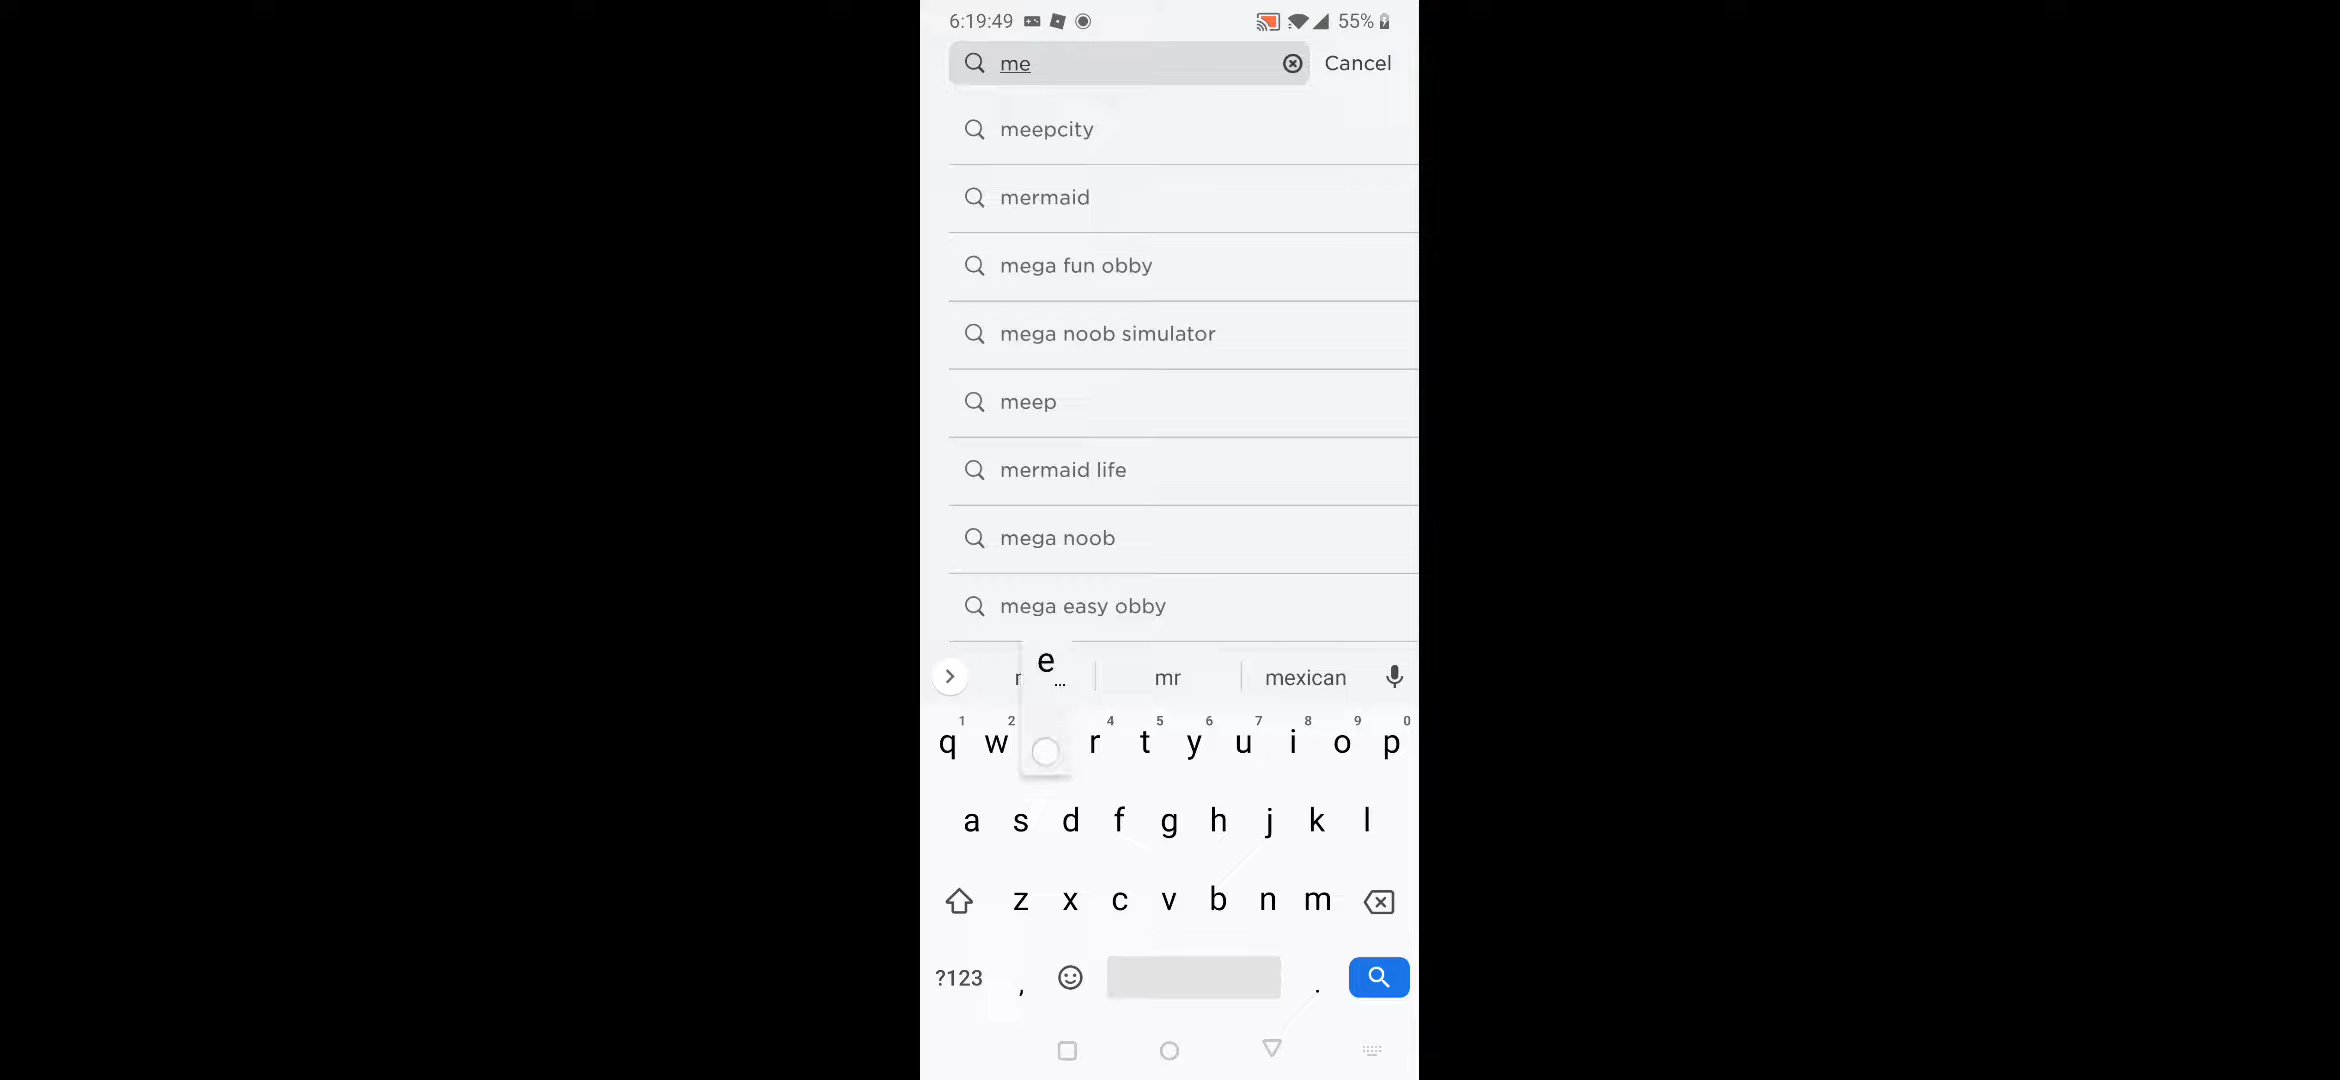 6:19:49 55%
me Cancel
meepcity
mermaid
mega fun obby
mega noob simulator
meep
mermaid life
mega noob
mega easy obby
e
...
mr mexican
1 2 4 5 6 7 8 9 0
q w r t y u i o p
a s d f g h j k l
z x c v b n m
?123 , .